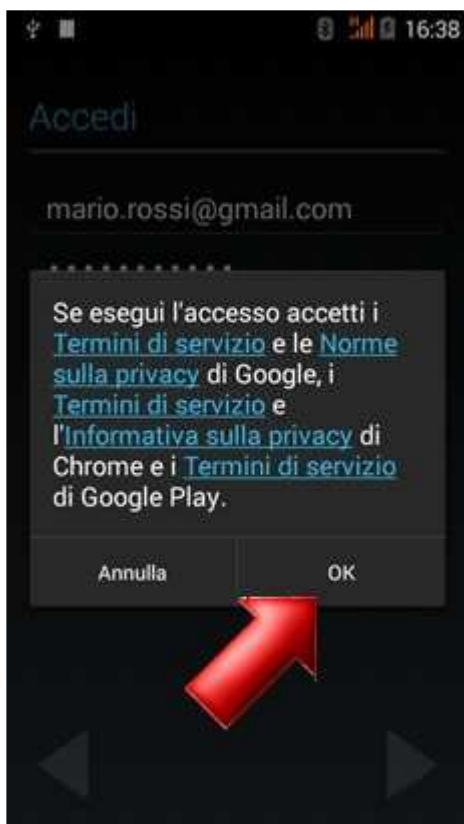 16:38
Accedi
mario.rossi@gmail.com
Se esegui l'accesso accetti i
Termini di servizio e le Norme
sulla privacy di Google, i
Termini di servizio e
l'Informativa sulla privacy di
Chrome e i Termini di servizio
di Google Play.
Annulla OK